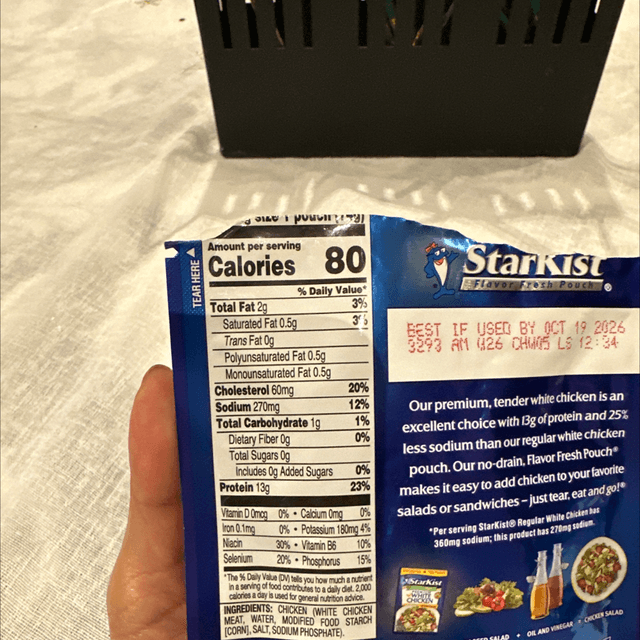 TEAR HERE
size 1 pouch (74g)
Amount per serving
Calories 80
% Daily Value*
Total Fat 2g 3%
Saturated Fat 0.5g 3%
Trans Fat 0g
Polyunsaturated Fat 0.5g
Monounsaturated Fat 0.5g
Cholesterol 60mg 20%
Sodium 270mg 12%
Total Carbohydrate 1g 1%
Dietary Fiber 0g 0%
Total Sugars 0g
Includes 0g Added Sugars 0%
Protein 13g 23%
Vitamin D 0mcg 0% • Calcium 0mg 0%
Iron 0.1mg 0% • Potassium 180mg 4%
Niacin 30% • Vitamin B6 10%
Selenium 20% • Phosphorus 15%
*The % Daily Value (DV) tells you how much a nutrient
in a serving of food contributes to a daily diet. 2,000
calories a day is used for general nutrition advice.
INGREDIENTS: CHICKEN (WHITE CHICKEN
MEAT, WATER, MODIFIED FOOD STARCH
[CORN], SALT, SODIUM PHOSPHATE).
StarKist
Flavor Fresh Pouch ®
BEST IF USED BY OCT 19 2026
3293 AM 426 CHW05 LS 12:34
Our premium, tender white chicken is an
excellent choice with 13g of protein and 25%
less sodium than our regular white chicken
pouch. Our no-drain, Flavor Fresh Pouch®
makes it easy to add chicken to your favorite
salads or sandwiches – just tear, eat and go!®
*Per serving StarKist® Regular White Chicken has
360mg sodium; this product has 270mg sodium.
StarKist
WHITE
CHICKEN
SALAD • OIL AND VINEGAR • CHICKEN SALAD